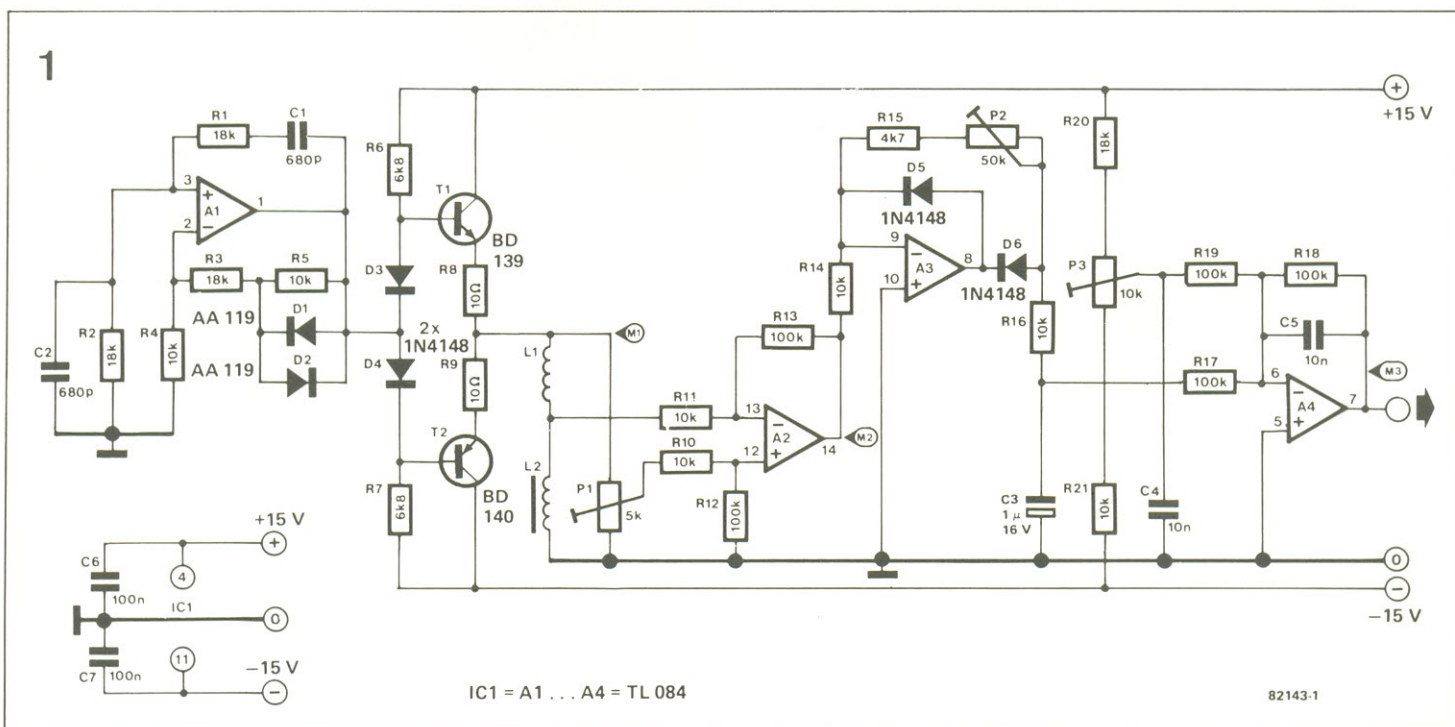 1
R1
18k
C1
680p
3
+
A1
1
2
−
R3
18k
R5
10k
AA 119
D1
AA 119
D2
C2
680p
R2
18k
R4
10k
R6
6k8
D3
2x
1N4148
D4
R7
6k8
T1
BD
139
R8
10Ω
R9
10Ω
T2
BD
140
M1
L1
L2
P1
5k
R11
10k
R10
10k
R12
100k
R13
100k
13
−
A2
12
+
14
M2
R14
10k
R15
4k7
P2
50k
D5
1N4148
9
−
A3
10
+
8
D6
1N4148
R16
10k
C3
1 µ
16 V
R20
18k
P3
10k
R21
10k
C4
10n
R19
100k
R18
100k
C5
10n
R17
100k
6
−
A4
5
+
7
M3
+
+15 V
0
−
−15 V
+15 V
+
C6
100n
4
IC1
0
C7
100n
11
−15 V
−
IC1 = A1 . . . A4 = TL 084
82143-1